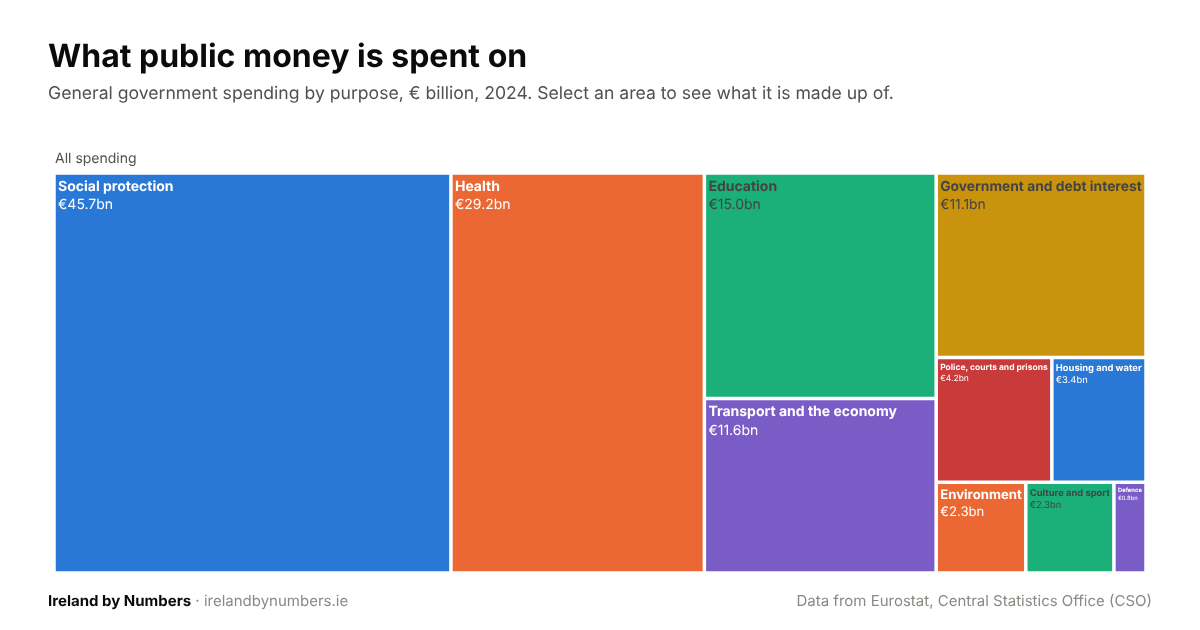 What public money is spent on
General government spending by purpose, € billion, 2024. Select an area to see what it is made up of.
All spending
Social protection
€45.7bn
Health
€29.2bn
Education
€15.0bn
Government and debt interest
€11.1bn
Transport and the economy
€11.6bn
Police, courts and prisons
€4.2bn
Housing and water
€3.4bn
Environment
€2.3bn
Culture and sport
€2.3bn
Defence
€0.8bn
Ireland by Numbers · irelandbynumbers.ie
Data from Eurostat, Central Statistics Office (CSO)